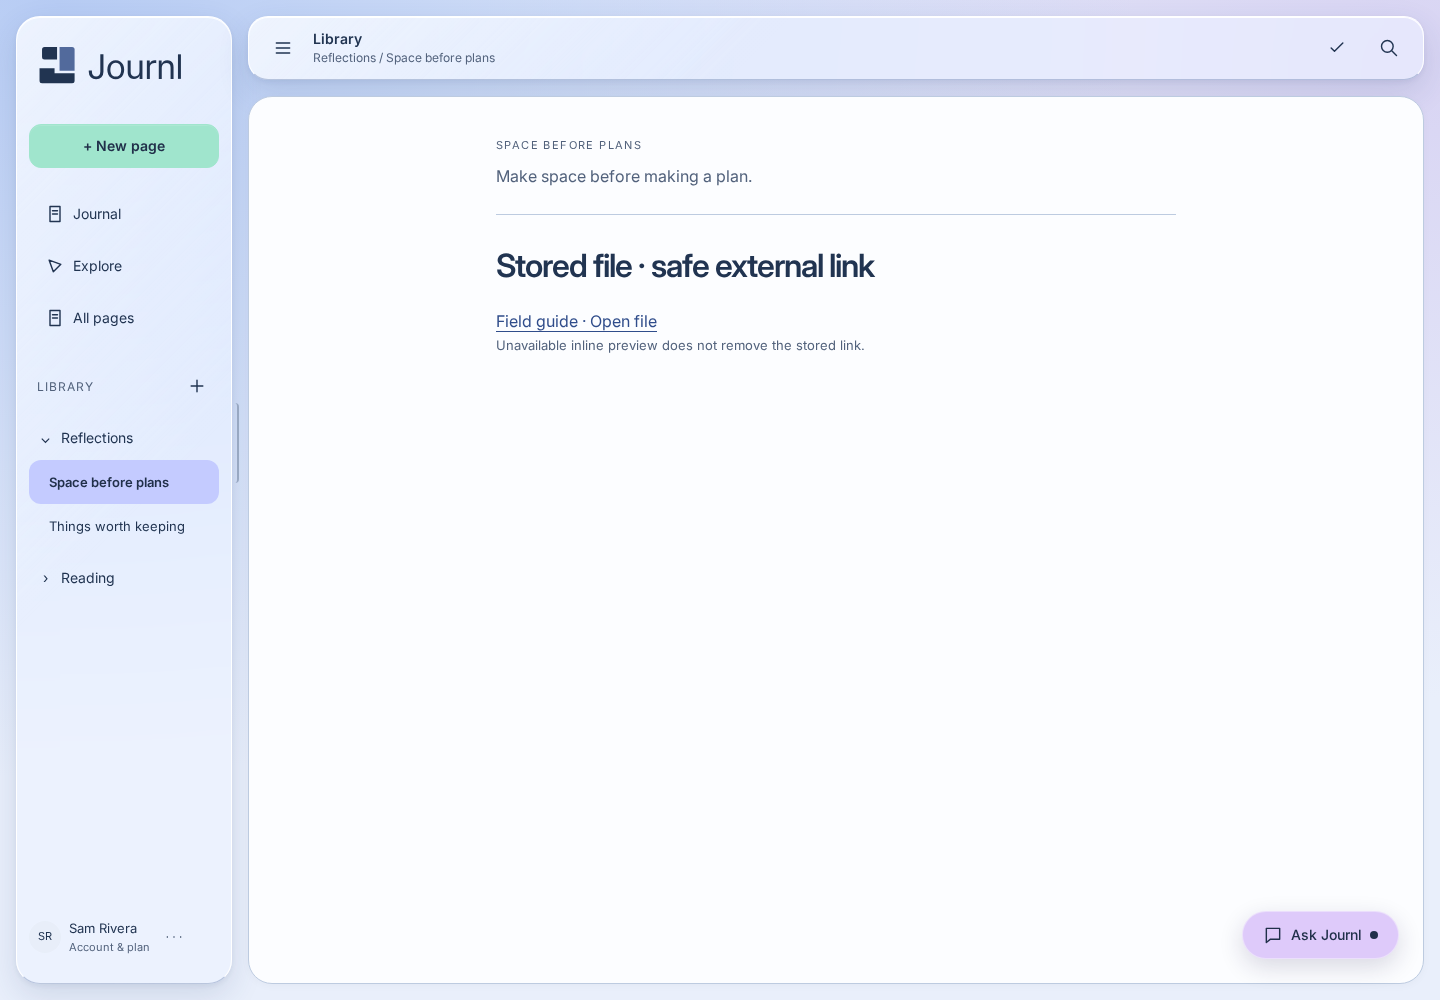 Journl
+ New page
Journal
Explore
All pages
LIBRARY
Reflections
Space before plans
Things worth keeping
Reading
SR
Sam Rivera
Account & plan
Library
Reflections / Space before plans
SPACE BEFORE PLANS
Make space before making a plan.
Stored file · safe external link
Field guide · Open file
Unavailable inline preview does not remove the stored link.
Ask Journl